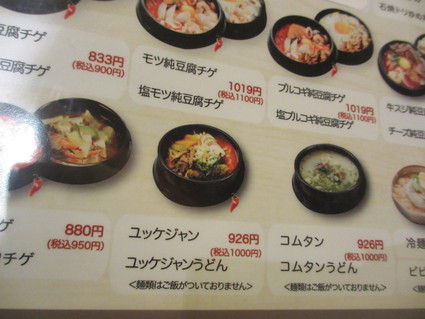 石焼トリ
豆腐チゲ
833円
(税込900円)
豆腐チゲ
モツ純豆腐チゲ
1019円
(税込1100円)
塩モツ純豆腐チゲ
プルコギ純豆腐チゲ
1019円
(税込1100円)
塩プルコギ純豆腐チゲ
キスジ純豆
チーズ純豆
チゲ
880円
(税込950円)
チゲ
ユッケジャン 926円
(税込1000円)
ユッケジャンうどん
<麺類はご飯がついておりません>
コムタン 926円
(税込1000円)
コムタンうどん
<麺類はご飯がついておりません>
冷麺
ビビ